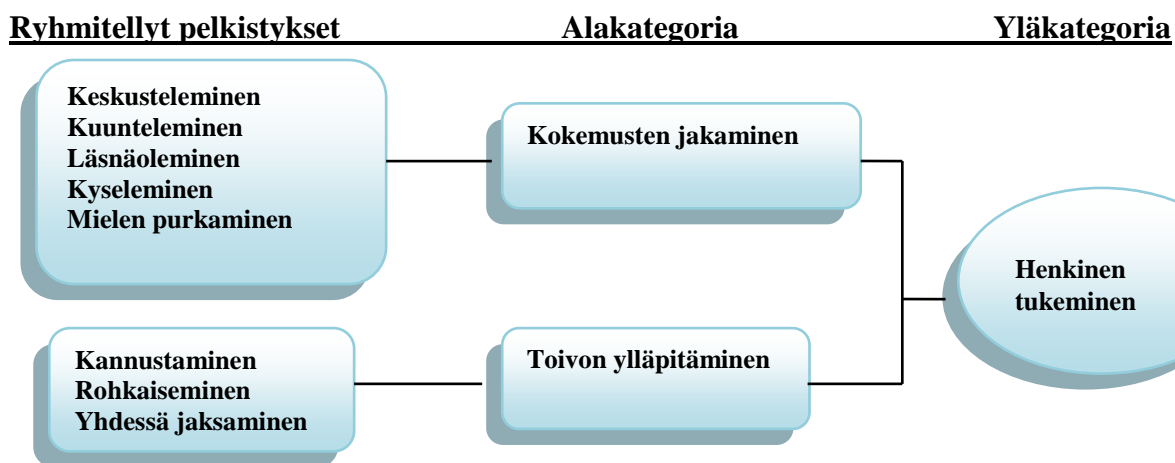 Ryhmitellyt pelkistykset Alakategoria Yläkategoria
Keskusteleminen
Kuunteleminen
Läsnäoleminen
Kyseleminen
Mielen purkaminen
Kokemusten jakaminen
Kannustaminen
Rohkaiseminen
Yhdessä jaksaminen
Toivon ylläpitäminen
Henkinen
tukeminen